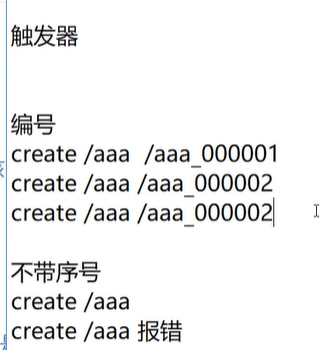 触发器
编号
create /aaa  /aaa_000001
create /aaa /aaa_000002
create /aaa /aaa_000002
不带序号
create /aaa
create /aaa 报错